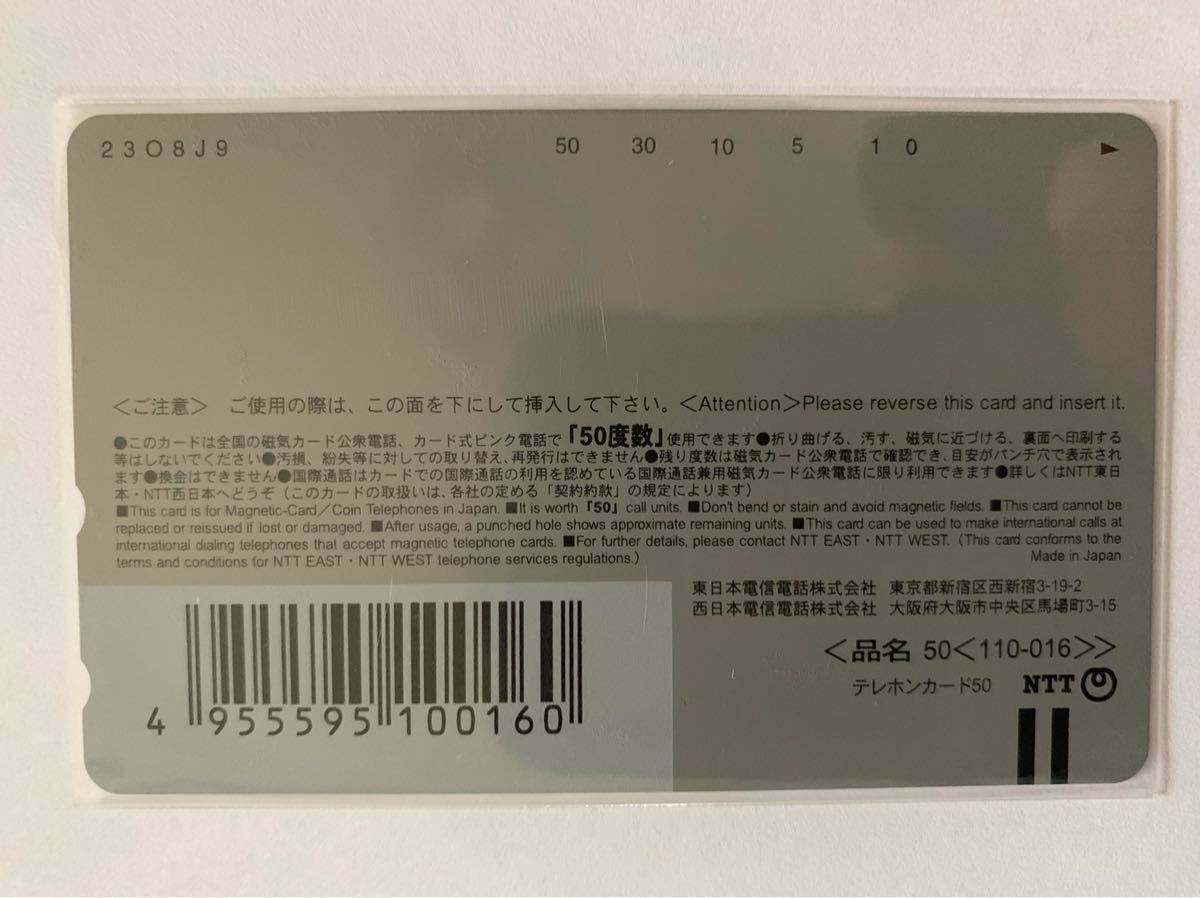 23O8J9 50 30 10 5 1 0
＜ご注意＞ ご使用の際は、この面を下にして挿入して下さい。＜Attention＞Please reverse this card and insert it.
●このカードは全国の磁気カード公衆電話、カード式ピンク電話で『50度数』使用できます●折り曲げる、汚す、磁気に近づける、裏面へ印刷する
等はしないでください●汚損、紛失等に対しての取り替え、再発行はできません●残り度数は磁気カード公衆電話で確認でき、目安がパンチ穴で表示されま
す●換金はできません●国際通話はカードでの国際通話の利用を認めている国際通話兼用磁気カード公衆電話に限り利用できます●詳しくはNTT東日
本・NTT西日本へどうぞ（このカードの取扱いは、各社の定める「契約約款」の規定によります）
■This card is for Magnetic-Card／Coin Telephones in Japan. ■It is worth『50』call units. ■Don't bend or stain and avoid magnetic fields. ■This card cannot be
replaced or reissued if lost or damaged. ■After usage, a punched hole shows approximate remaining units. ■This card can be used to make international calls at
international dialing telephones that accept magnetic telephone cards. ■For further details, please contact NTT EAST・NTT WEST.（This card conforms to the
terms and conditions for NTT EAST・NTT WEST telephone services regulations.） Made in Japan
東日本電信電話株式会社 東京都新宿区西新宿3-19-2
西日本電信電話株式会社 大阪府大阪市中央区馬場町3-15
＜品名 50＜110-016＞＞
テレホンカード50 NTT
4 955595 100160